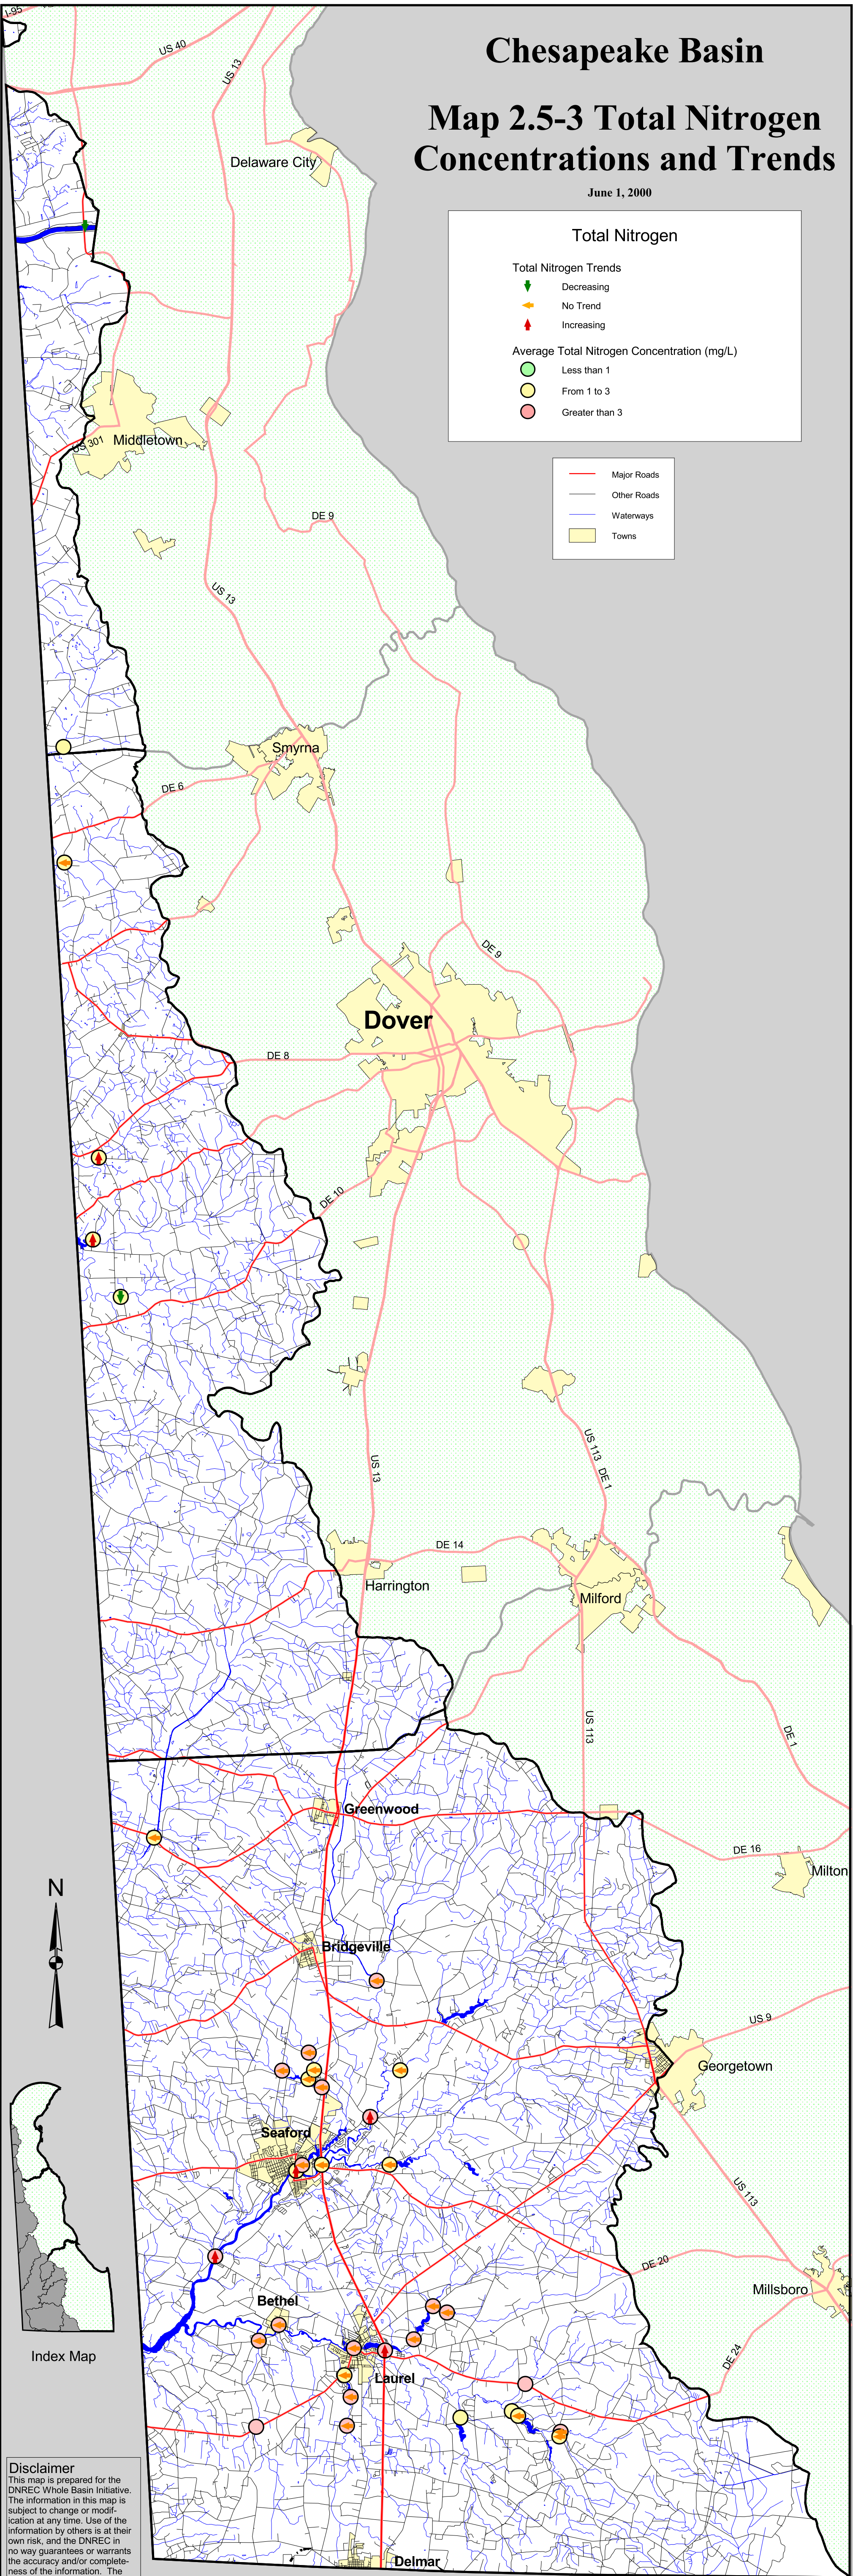 Chesapeake Basin
Map 2.5-3 Total Nitrogen
Concentrations and Trends
June 1, 2000
Total Nitrogen
Total Nitrogen Trends
Decreasing
No Trend
Increasing
Average Total Nitrogen Concentration (mg/L)
Less than 1
From 1 to 3
Greater than 3
Major Roads
Other Roads
Waterways
Towns
I-95
US 40
US 13
Delaware City
US 301
Middletown
DE 9
US 13
Smyrna
DE 6
DE 9
Dover
DE 8
DE 10
US 13
US 113
DE 1
DE 14
Harrington
Milford
US 113
DE 1
Greenwood
DE 16
Milton
N
Bridgeville
US 9
Georgetown
Seaford
US 113
DE 20
Millsboro
Bethel
Index Map
DE 24
Laurel
Delmar
Disclaimer
This map is prepared for the
DNREC Whole Basin Initiative.
The information in this map is
subject to change or modif-
ication at any time. Use of the
information by others is at their
own risk, and the DNREC in
no way guarantees or warrants
the accuracy and/or complete-
ness of the information. The